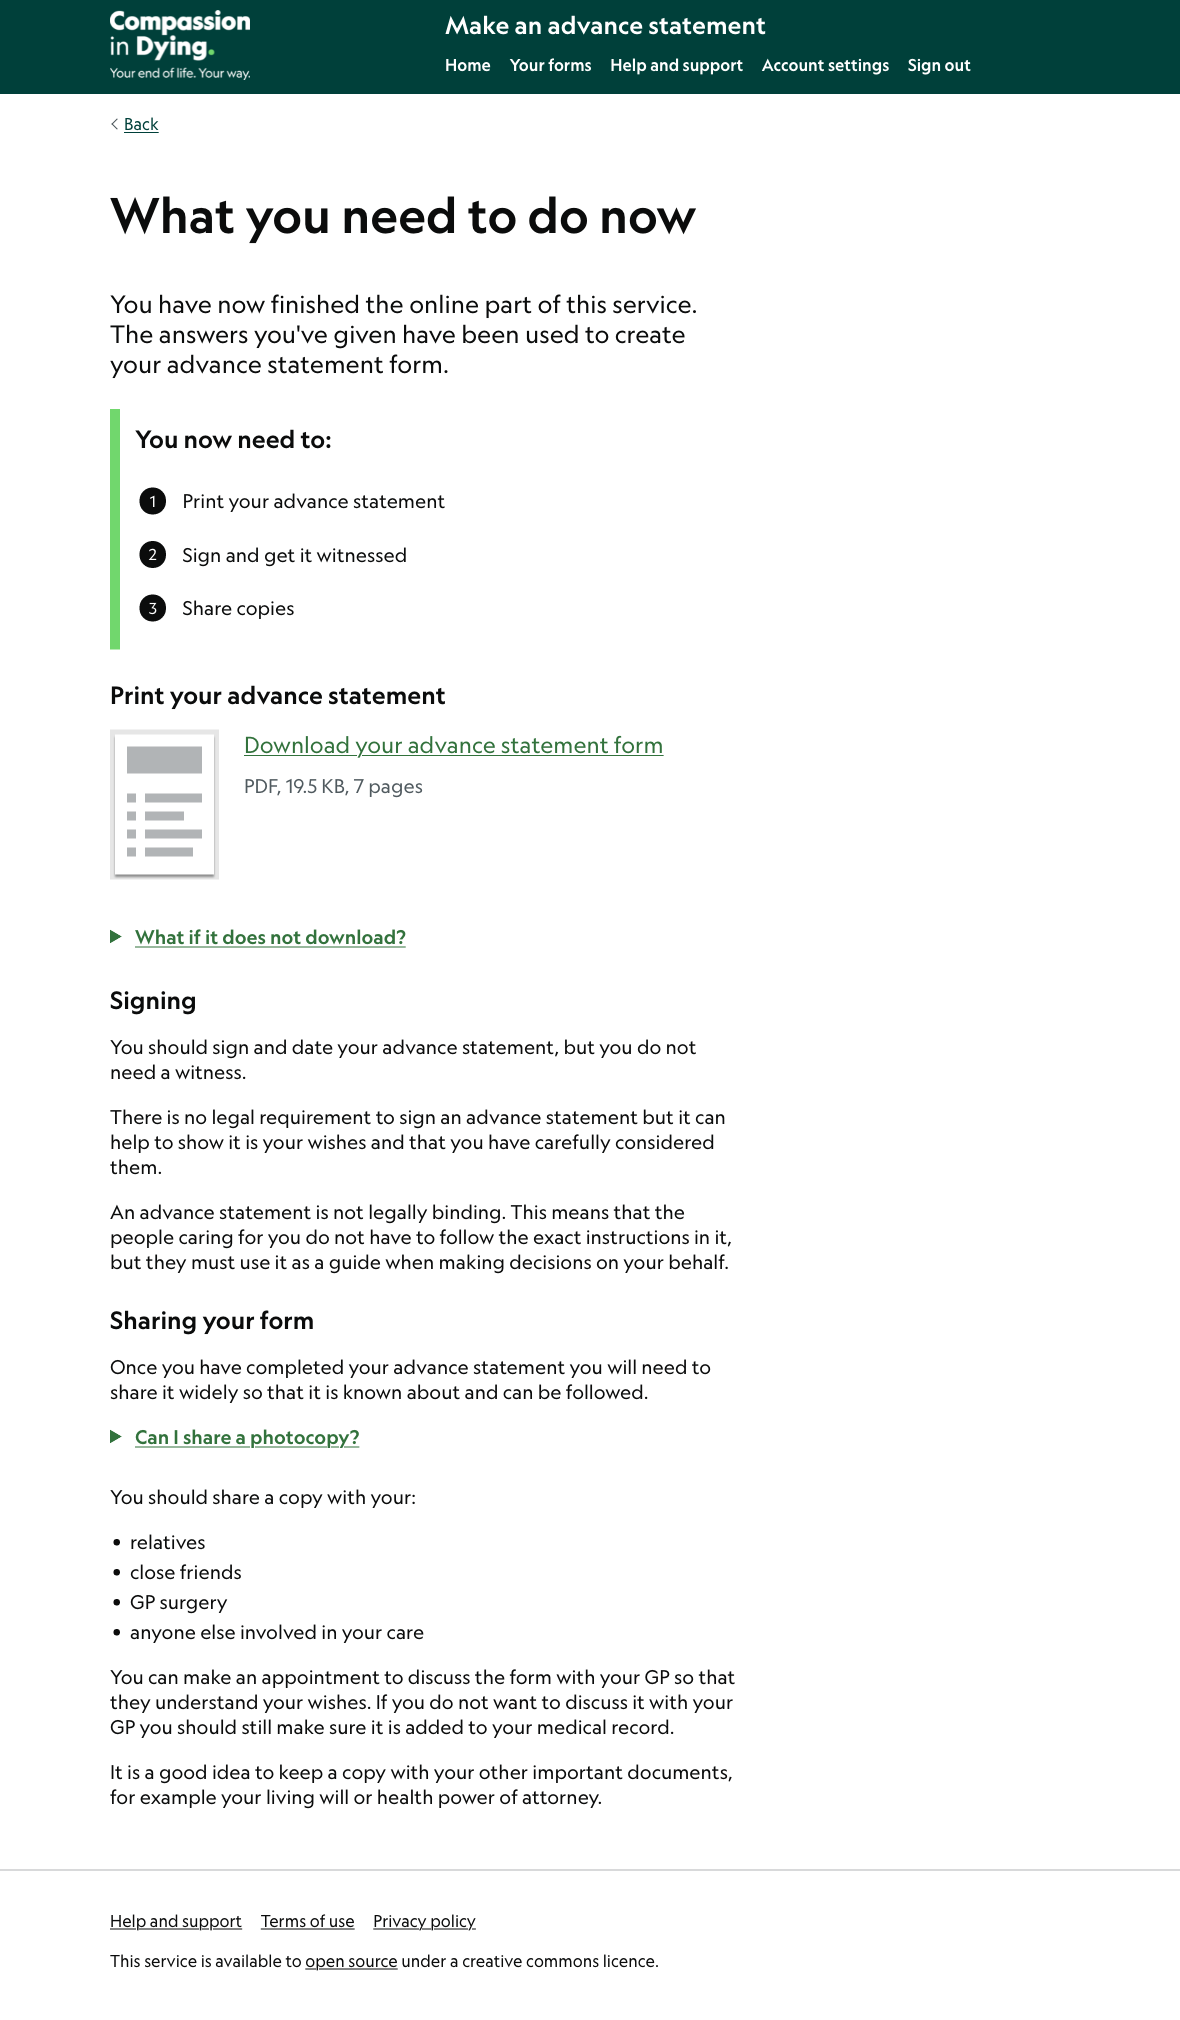 Compassion
in Dying.
Your end of life. Your way.
Make an advance statement
Home Your forms Help and support Account settings Sign out
Back
What you need to do now
You have now finished the online part of this service.
The answers you've given have been used to create
your advance statement form.
You now need to:
1 Print your advance statement
2 Sign and get it witnessed
3 Share copies
Print your advance statement
Download your advance statement form
PDF, 19.5 KB, 7 pages
What if it does not download?
Signing
You should sign and date your advance statement, but you do not
need a witness.
There is no legal requirement to sign an advance statement but it can
help to show it is your wishes and that you have carefully considered
them.
An advance statement is not legally binding. This means that the
people caring for you do not have to follow the exact instructions in it,
but they must use it as a guide when making decisions on your behalf.
Sharing your form
Once you have completed your advance statement you will need to
share it widely so that it is known about and can be followed.
Can I share a photocopy?
You should share a copy with your:
• relatives
• close friends
• GP surgery
• anyone else involved in your care
You can make an appointment to discuss the form with your GP so that
they understand your wishes. If you do not want to discuss it with your
GP you should still make sure it is added to your medical record.
It is a good idea to keep a copy with your other important documents,
for example your living will or health power of attorney.
Help and support Terms of use Privacy policy
This service is available to open source under a creative commons licence.